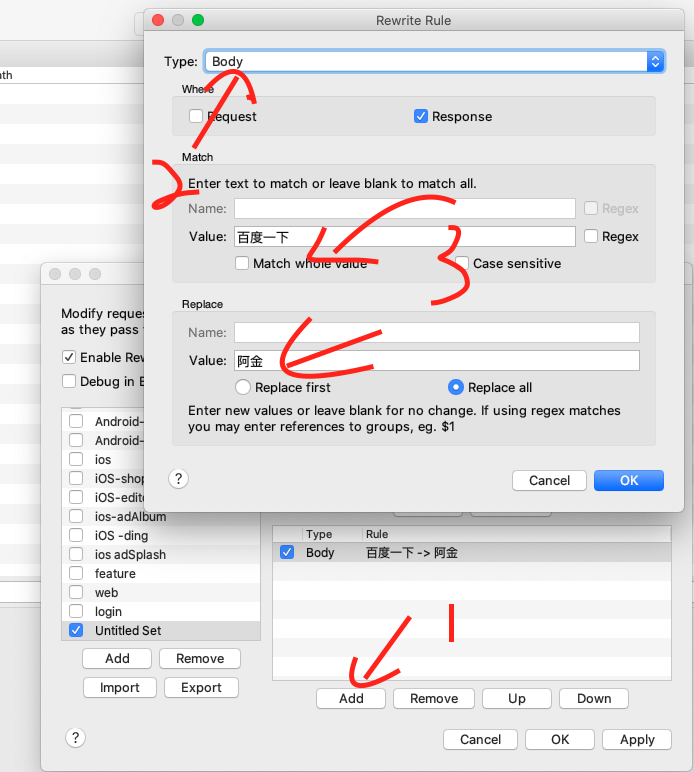 Rewrite Rule
Type: Body
ath
Where
Request
Response
2
Match
Enter text to match or leave blank to match all.
Name:
Regex
Value: 百度一下
Regex
Match whole value
3
Case sensitive
Modify reque
as they pass
Replace
Name:
Enable Rew
Value: 阿金
Debug in E
Replace first
Replace all
Enter new values or leave blank for no change. If using regex matches
you may enter references to groups, eg. $1
Android-
Android-
ios
iOS-shop
?
Cancel
OK
iOS-edito
ios-adAlbum
iOS -ding
Type
Rule
ios adSplash
Body
百度一下 -> 阿金
feature
web
login
1
Untitled Set
Add
Remove
Import
Export
Add
Remove
Up
Down
?
Cancel
OK
Apply